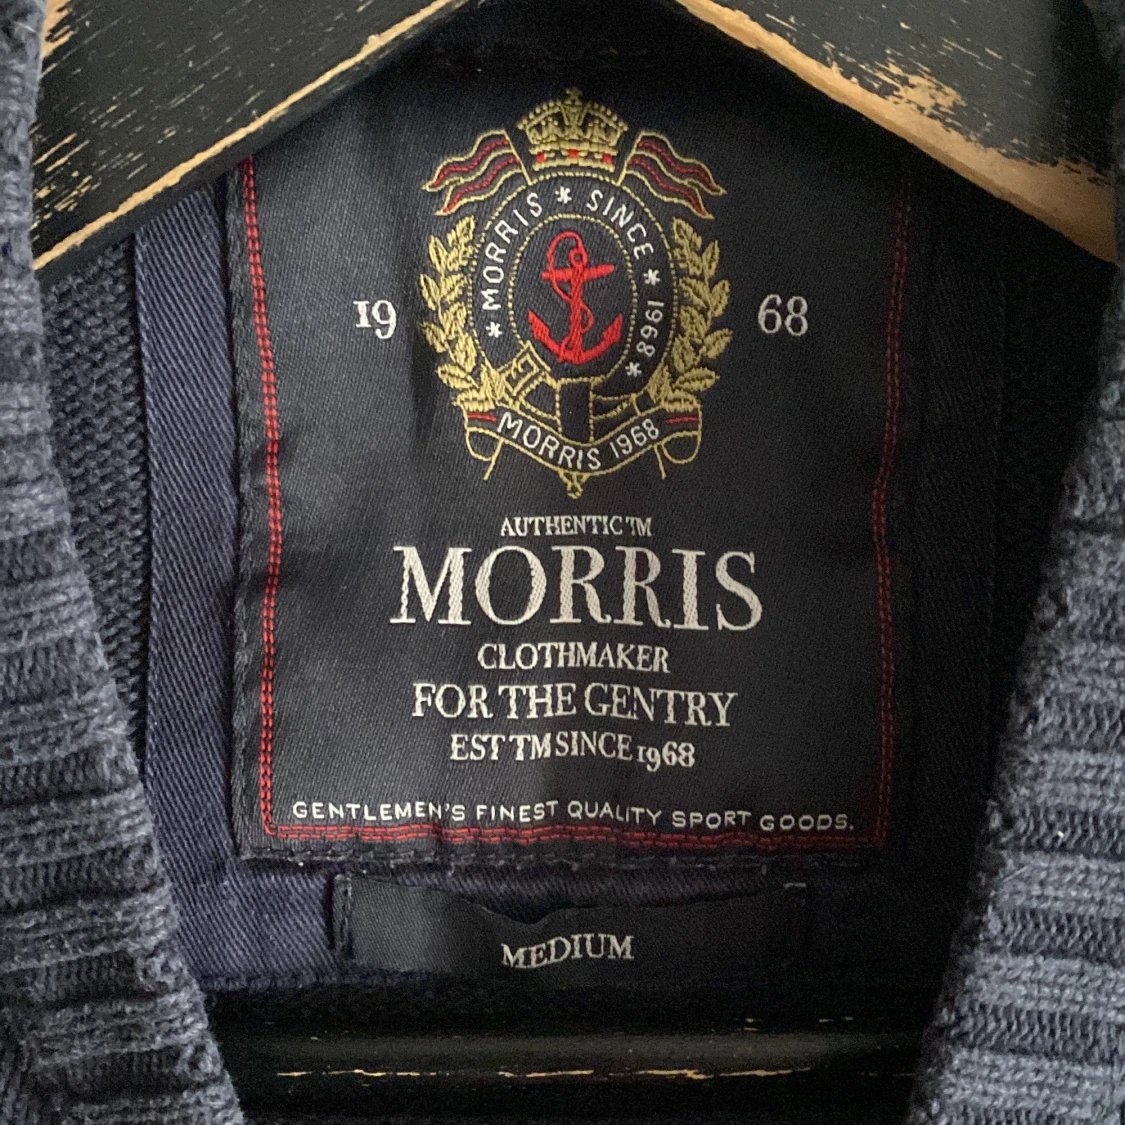 MORRIS * SINCE * 1968 *
19 68
MORRIS 1968
AUTHENTIC TM
MORRIS
CLOTHMAKER
FOR THE GENTRY
EST TM SINCE 1968
GENTLEMEN'S FINEST QUALITY SPORT GOODS.
MEDIUM